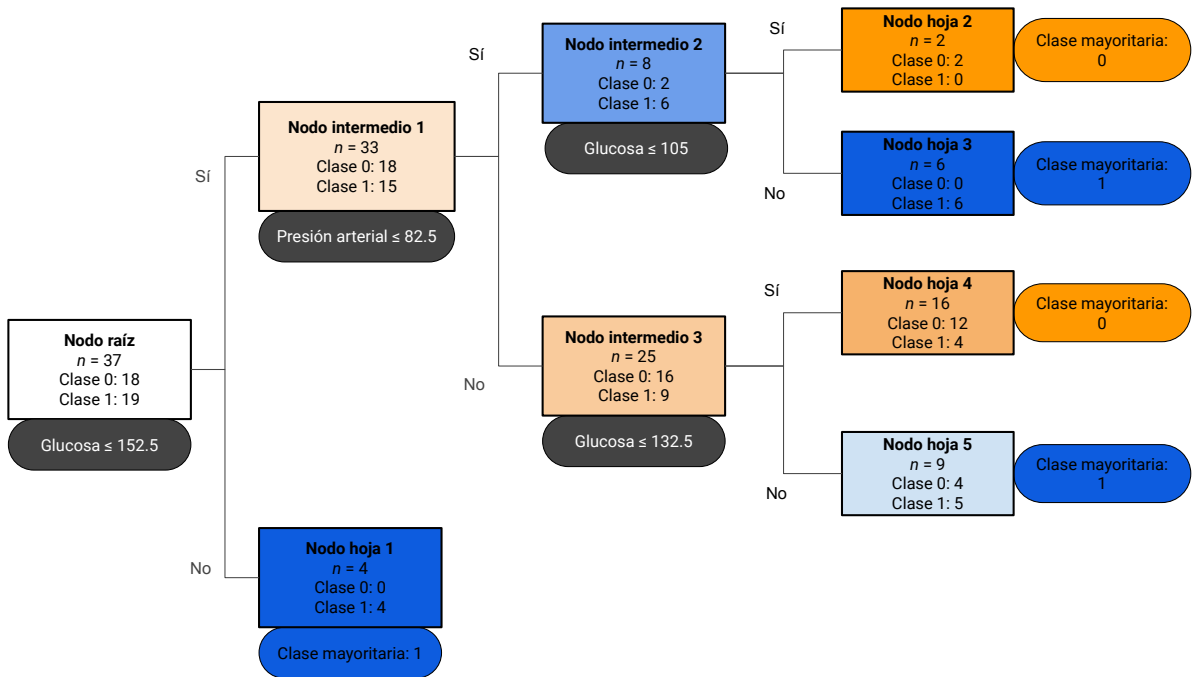 Nodo raíz
n = 37
Clase 0: 18
Clase 1: 19
Glucosa ≤ 152.5
Sí
Nodo intermedio 1
n = 33
Clase 0: 18
Clase 1: 15
Presión arterial ≤ 82.5
No
Nodo hoja 1
n = 4
Clase 0: 0
Clase 1: 4
Clase mayoritaria: 1
Sí
Nodo intermedio 2
n = 8
Clase 0: 2
Clase 1: 6
Glucosa ≤ 105
No
Nodo intermedio 3
n = 25
Clase 0: 16
Clase 1: 9
Glucosa ≤ 132.5
Sí
Nodo hoja 2
n = 2
Clase 0: 2
Clase 1: 0
Clase mayoritaria:
0
No
Nodo hoja 3
n = 6
Clase 0: 0
Clase 1: 6
Clase mayoritaria:
1
Sí
Nodo hoja 4
n = 16
Clase 0: 12
Clase 1: 4
Clase mayoritaria:
0
No
Nodo hoja 5
n = 9
Clase 0: 4
Clase 1: 5
Clase mayoritaria:
1